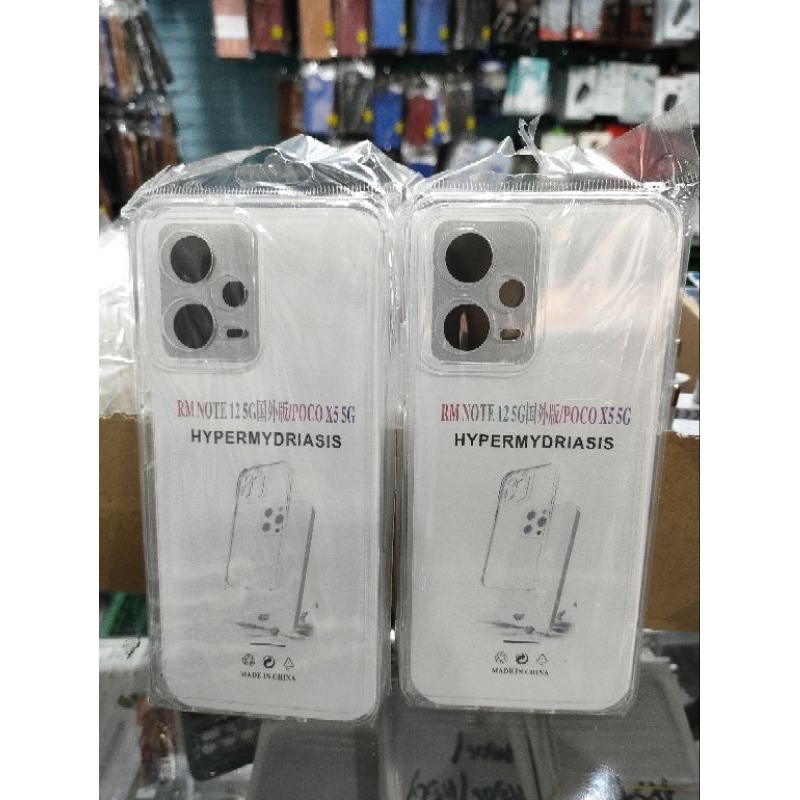 RM NOTE 12 5G国外版/POCO X5 5G
HYPERMYDRIASIS
MADE IN CHINA
RM NOTE 12 5G国外版/POCO X5 5G
HYPERMYDRIASIS
MADE IN CHINA